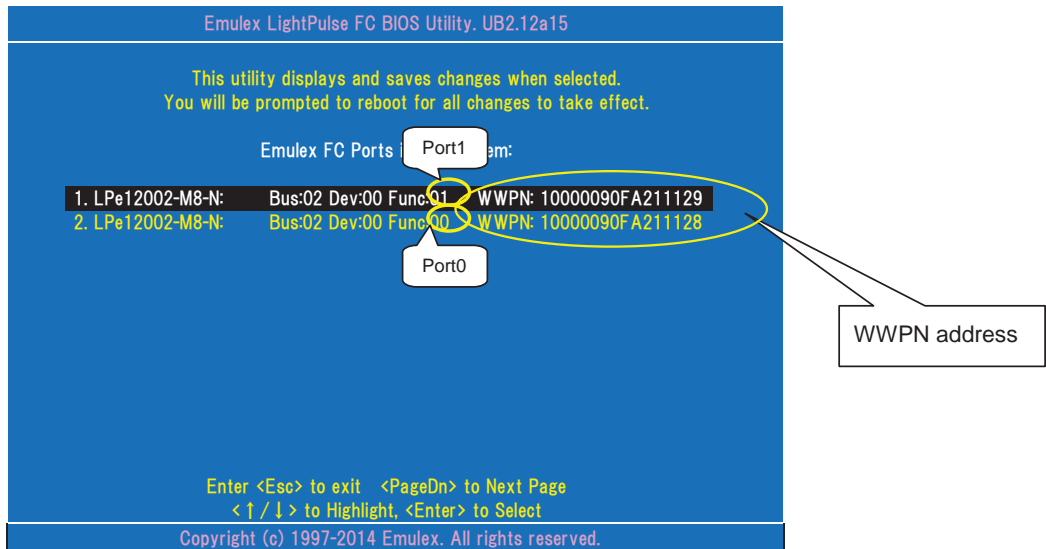 Emulex LightPulse FC BIOS Utility. UB2.12a15
This utility displays and saves changes when selected.
You will be prompted to reboot for all changes to take effect.
Emulex FC Ports i em:
Port1
1. LPe12002-M8-N: Bus:02 Dev:00 Func:01 WWPN: 10000090FA211129
2. LPe12002-M8-N: Bus:02 Dev:00 Func:00 WWPN: 10000090FA211128
Port0
WWPN address
Enter <Esc> to exit <PageDn> to Next Page
<↑/↓> to Highlight, <Enter> to Select
Copyright (c) 1997-2014 Emulex. All rights reserved.